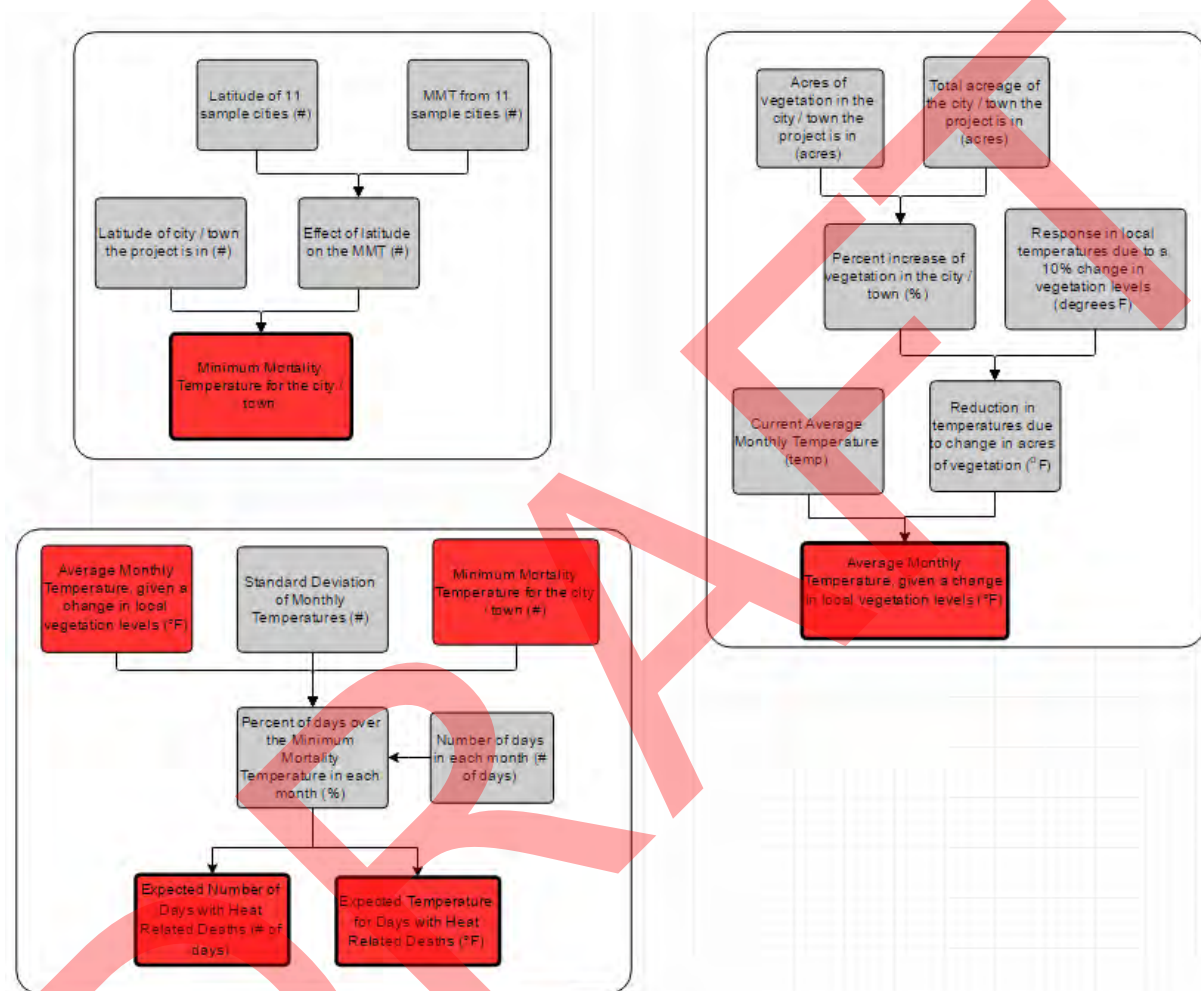 Latitude of 11
sample cities (#)
MMT from 11
sample cities (#)
Latitude of city / town
the project is in (#)
Effect of latitude
on the MMT (#)
Minimum Mortality
Temperature for the city /
town
Acres of
vegetation in the
city / town the
project is in
(acres)
Total acreage of
the city / town the
project is in
(acres)
Percent increase of
vegetation in the city /
town (%)
Response in local
temperatures due to a
10% change in
vegetation levels
(degrees F)
Current Average
Monthly Temperature
(temp)
Reduction in
temperatures due
to change in acres
of vegetation (°F)
Average Monthly
Temperature, given a change
in local vegetation levels (°F)
Average Monthly
Temperature, given a
change in local
vegetation levels (°F)
Standard Deviation
of Monthly
Temperatures (#)
Minimum Mortality
Temperature for the city
/ town (#)
Percent of days over
the Minimum
Mortality
Temperature in each
month (%)
Number of days
in each month (#
of days)
Expected Number of
Days with Heat
Related Deaths (# of
days)
Expected Temperature
for Days with Heat
Related Deaths (°F)
DRAFT